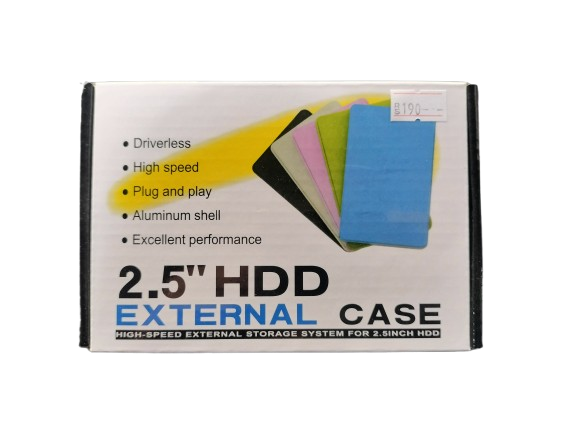 190-
• Driverless
• High speed
• Plug and play
• Aluminum shell
• Excellent performance
2.5" HDD
EXTERNAL CASE
HIGH-SPEED EXTERNAL STORAGE SYSTEM FOR 2.5INCH HDD